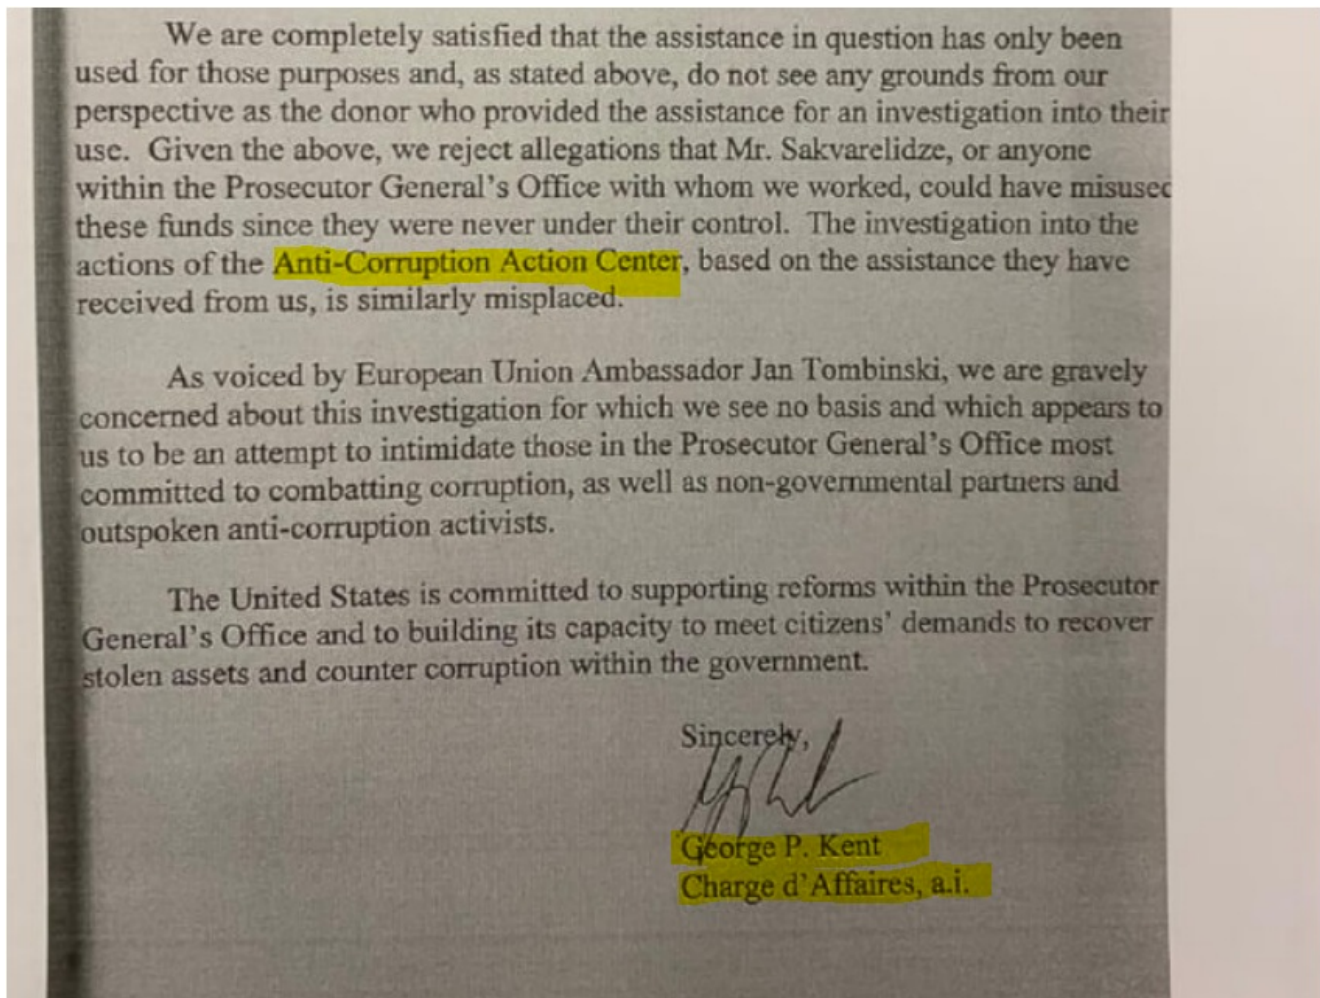 We are completely satisfied that the assistance in question has only been
used for those purposes and, as stated above, do not see any grounds from our
perspective as the donor who provided the assistance for an investigation into their
use. Given the above, we reject allegations that Mr. Sakvarelidze, or anyone
within the Prosecutor General's Office with whom we worked, could have misused
these funds since they were never under their control. The investigation into the
actions of the Anti-Corruption Action Center, based on the assistance they have
received from us, is similarly misplaced.
As voiced by European Union Ambassador Jan Tombinski, we are gravely
concerned about this investigation for which we see no basis and which appears to
us to be an attempt to intimidate those in the Prosecutor General's Office most
committed to combatting corruption, as well as non-governmental partners and
outspoken anti-corruption activists.
The United States is committed to supporting reforms within the Prosecutor
General's Office and to building its capacity to meet citizens' demands to recover
stolen assets and counter corruption within the government.
Sincerely,
George P. Kent
Charge d'Affaires, a.i.